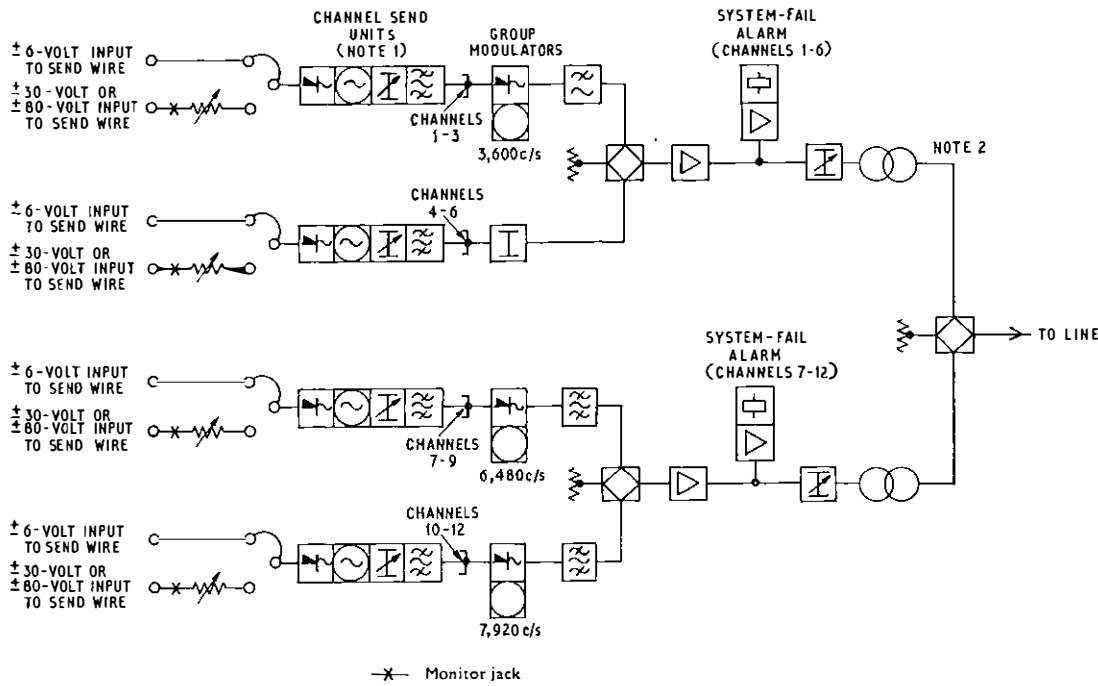 CHANNEL SEND
UNITS
(NOTE 1)
GROUP
MODULATORS
SYSTEM-FAIL
ALARM
(CHANNELS 1-6)
± 6-VOLT INPUT
TO SEND WIRE
± 30-VOLT OR
± 80-VOLT INPUT
TO SEND WIRE
CHANNELS
1-3
3,600c/s
NOTE 2
± 6-VOLT INPUT
TO SEND WIRE
± 30-VOLT OR
± 80-VOLT INPUT
TO SEND WIRE
CHANNELS
4-6
TO LINE
SYSTEM-FAIL
ALARM
(CHANNELS 7-12)
± 6-VOLT INPUT
TO SEND WIRE
± 30-VOLT OR
± 80-VOLT INPUT
TO SEND WIRE
CHANNELS
7-9
6,480c/s
± 6-VOLT INPUT
TO SEND WIRE
± 30-VOLT OR
± 80-VOLT INPUT
TO SEND WIRE
CHANNELS
10-12
7,920c/s
Monitor jack